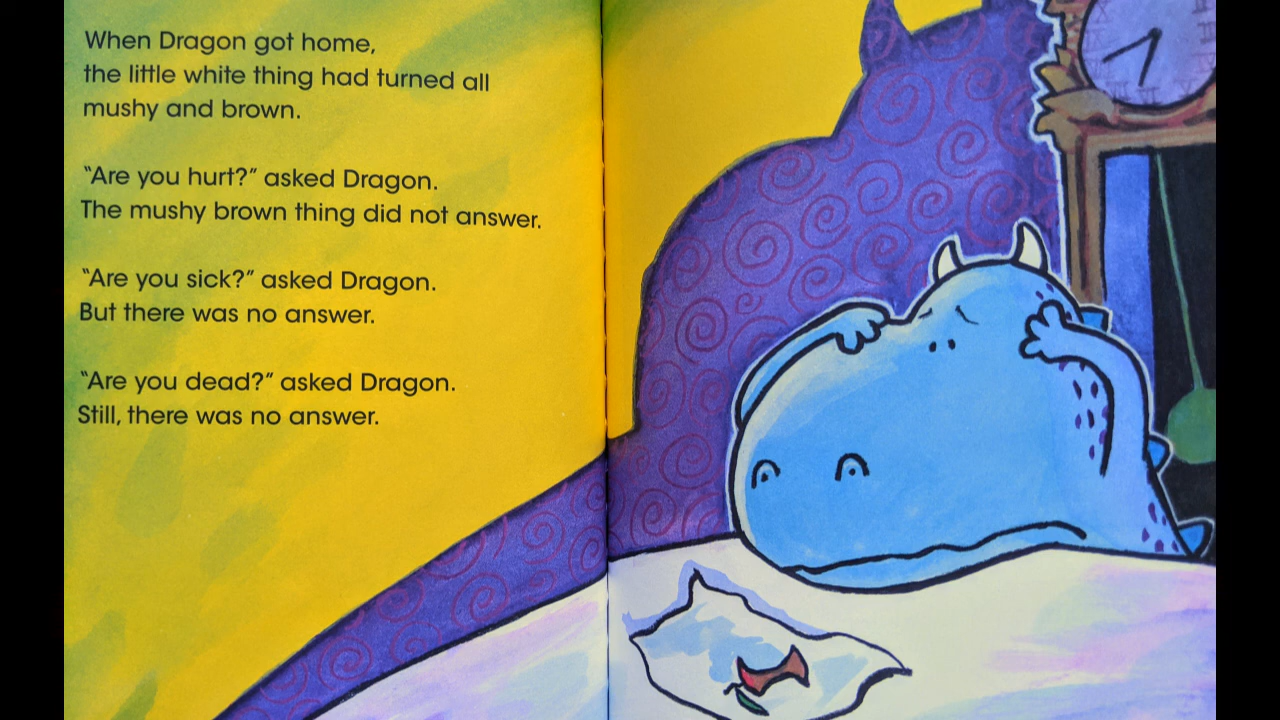 When Dragon got home,
the little white thing had turned all
mushy and brown.
“Are you hurt?” asked Dragon.
The mushy brown thing did not answer.
“Are you sick?” asked Dragon.
But there was no answer.
“Are you dead?” asked Dragon.
Still, there was no answer.